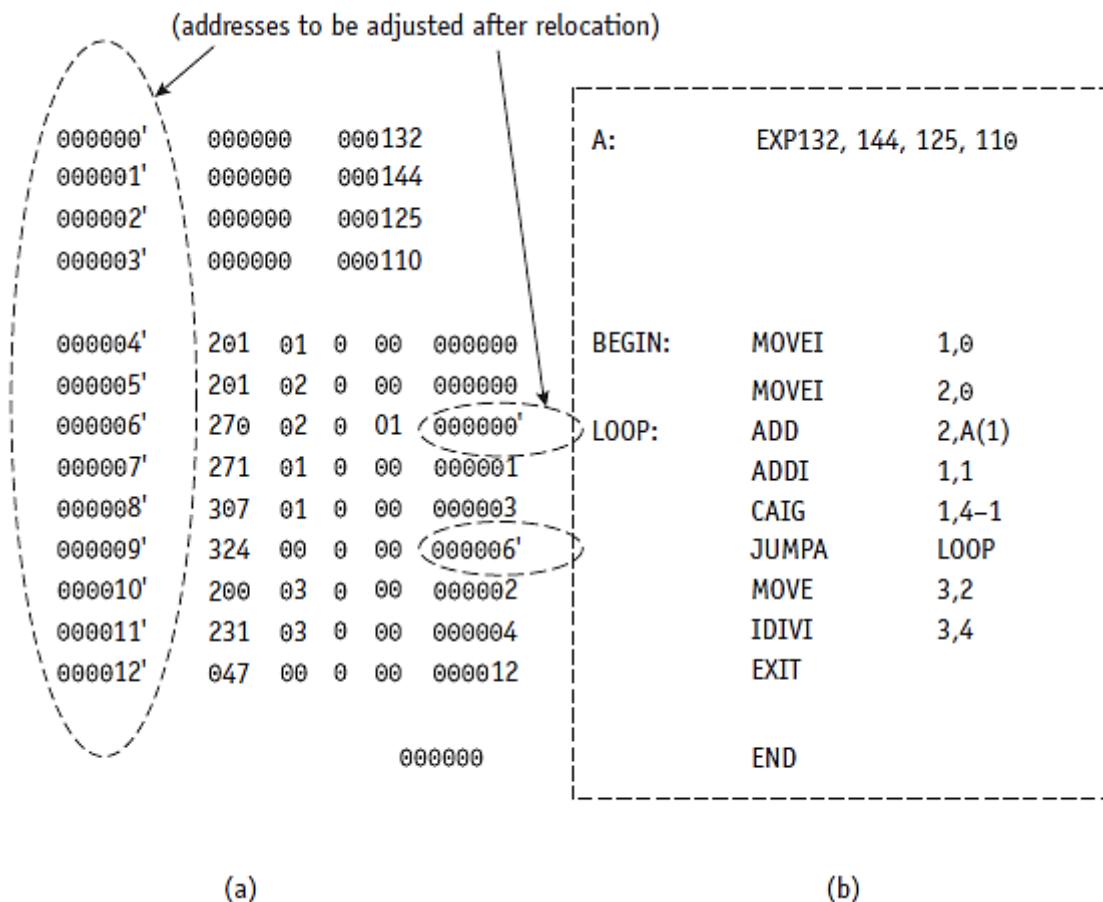 (addresses to be adjusted after relocation)
000000' 000000 000132 A: EXP132, 144, 125, 110
000001' 000000 000144
000002' 000000 000125
000003' 000000 000110
000004' 201 01 0 00 000000 BEGIN: MOVEI 1,0
000005' 201 02 0 00 000000 MOVEI 2,0
000006' 270 02 0 01 000000' LOOP: ADD 2,A(1)
000007' 271 01 0 00 000001 ADDI 1,1
000008' 307 01 0 00 000003 CAIG 1,4–1
000009' 324 00 0 00 000006' JUMPA LOOP
000010' 200 03 0 00 000002 MOVE 3,2
000011' 231 03 0 00 000004 IDIVI 3,4
000012' 047 00 0 00 000012 EXIT
000000 END
(a) (b)